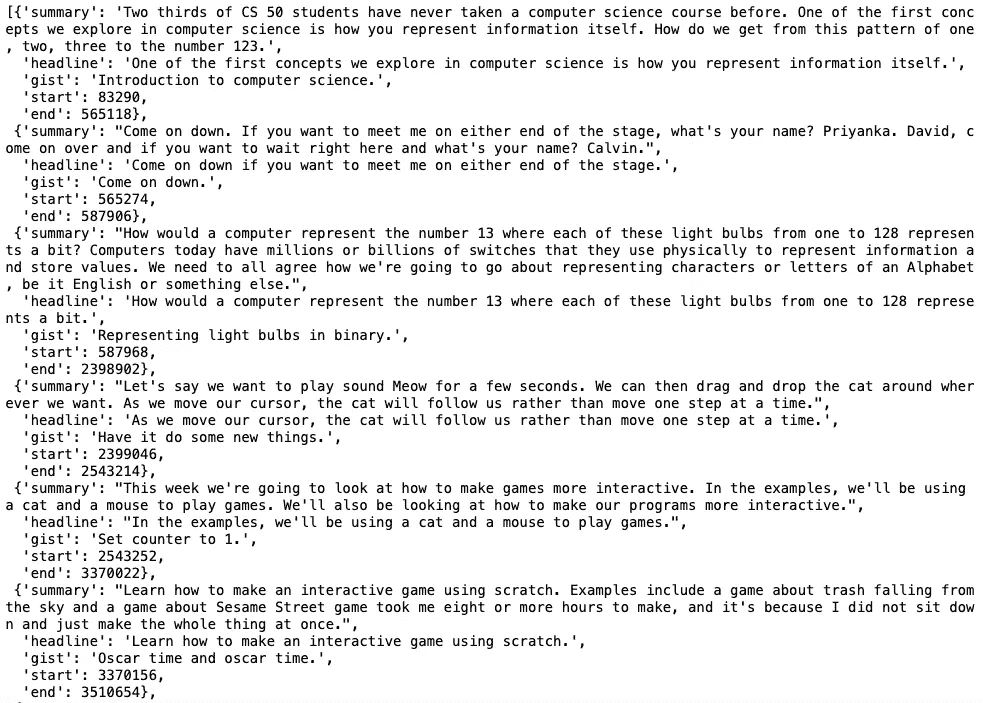 [{'summary': 'Two thirds of CS 50 students have never taken a computer science course before. One of the first conc
epts we explore in computer science is how you represent information itself. How do we get from this pattern of one
, two, three to the number 123.',
'headline': 'One of the first concepts we explore in computer science is how you represent information itself.',
'gist': 'Introduction to computer science.',
'start': 83290,
'end': 565118},
{'summary': "Come on down. If you want to meet me on either end of the stage, what's your name? Priyanka. David, c
ome on over and if you want to wait right here and what's your name? Calvin.",
'headline': 'Come on down if you want to meet me on either end of the stage.',
'gist': 'Come on down.',
'start': 565274,
'end': 587906},
{'summary': "How would a computer represent the number 13 where each of these light bulbs from one to 128 represen
ts a bit? Computers today have millions or billions of switches that they use physically to represent information a
nd store values. We need to all agree how we're going to go about representing characters or letters of an Alphabet
, be it English or something else.",
'headline': 'How would a computer represent the number 13 where each of these light bulbs from one to 128 represe
nts a bit.',
'gist': 'Representing light bulbs in binary.',
'start': 587968,
'end': 2398902},
{'summary': "Let's say we want to play sound Meow for a few seconds. We can then drag and drop the cat around wher
ever we want. As we move our cursor, the cat will follow us rather than move one step at a time.",
'headline': 'As we move our cursor, the cat will follow us rather than move one step at a time.',
'gist': 'Have it do some new things.',
'start': 2399046,
'end': 2543214},
{'summary': "This week we're going to look at how to make games more interactive. In the examples, we'll be using
a cat and a mouse to play games. We'll also be looking at how to make our programs more interactive.",
'headline': "In the examples, we'll be using a cat and a mouse to play games.",
'gist': 'Set counter to 1.',
'start': 2543252,
'end': 3370022},
{'summary': "Learn how to make an interactive game using scratch. Examples include a game about trash falling from
the sky and a game about Sesame Street game took me eight or more hours to make, and it's because I did not sit dow
n and just make the whole thing at once.",
'headline': 'Learn how to make an interactive game using scratch.',
'gist': 'Oscar time and oscar time.',
'start': 3370156,
'end': 3510654},